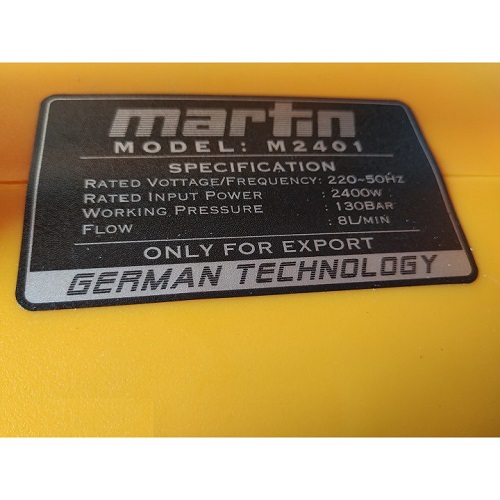 martin
MODEL: M2401
SPECIFICATION
RATED VOTTAGE/FREQUENCY: 220~50HZ
RATED INPUT POWER : 2400W
WORKING PRESSURE : 130BAR
FLOW : 8L/MIN
ONLY FOR EXPORT
GERMAN TECHNOLOGY